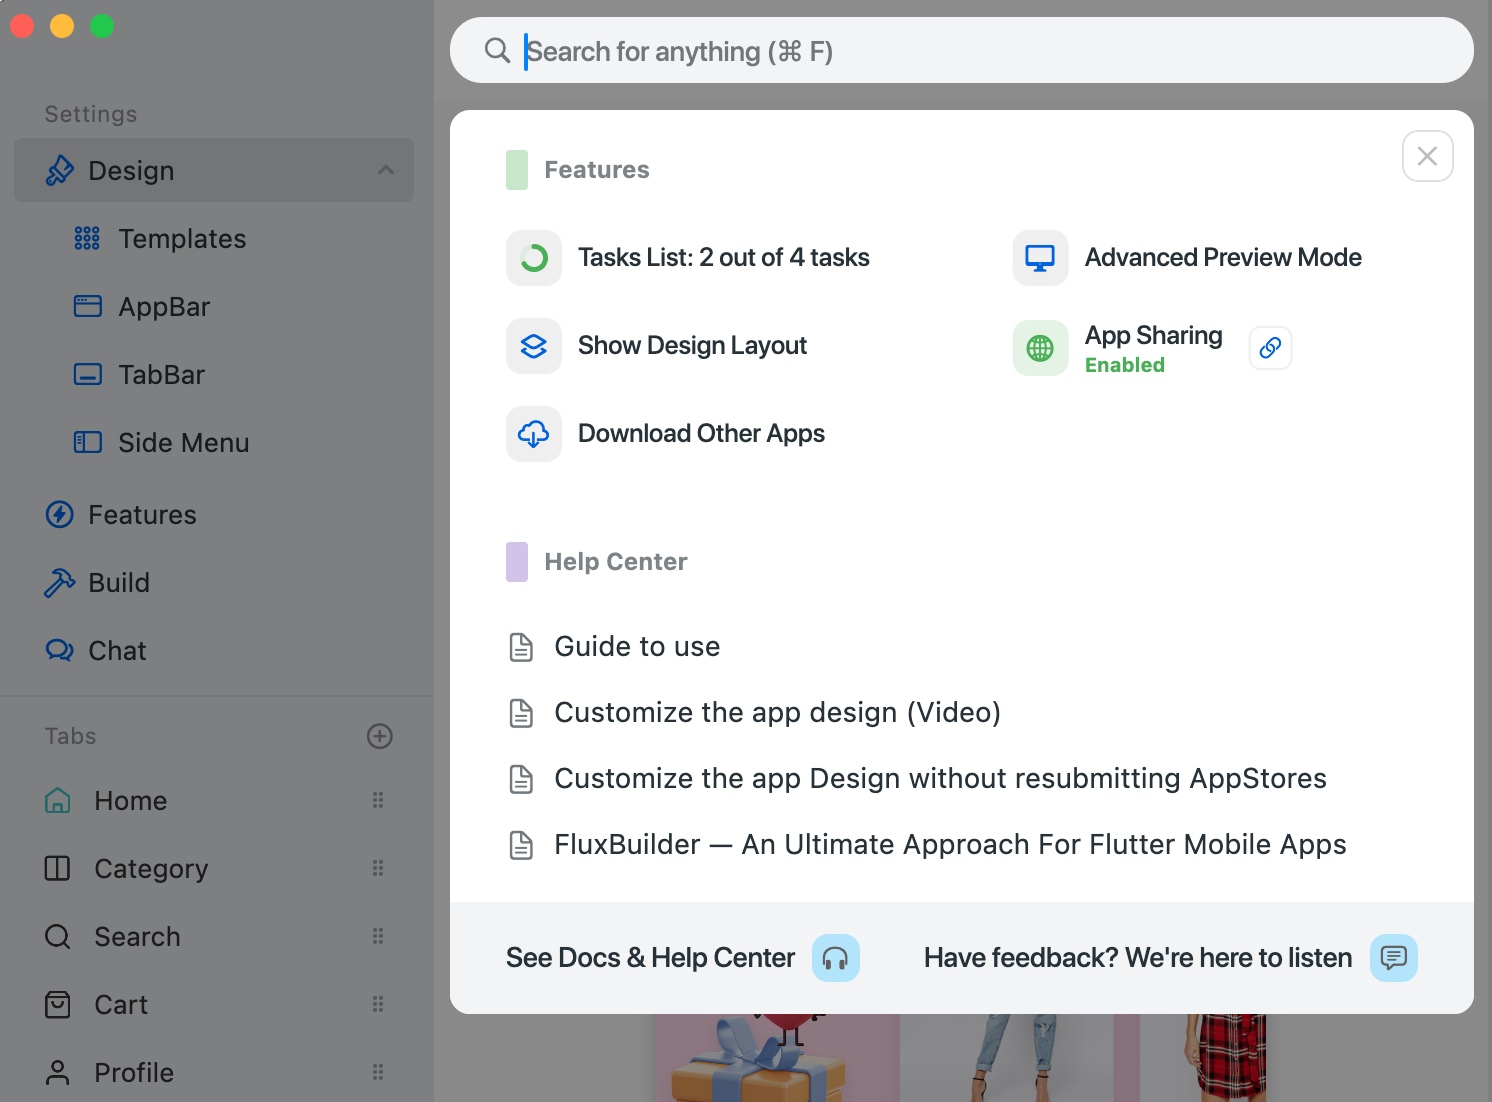 Search for anything (⌘ F)
Settings
Design
Templates
AppBar
TabBar
Side Menu
Features
Build
Chat
Tabs
Home
Category
Search
Cart
Profile
Features
Tasks List: 2 out of 4 tasks
Advanced Preview Mode
Show Design Layout
App Sharing
Enabled
Download Other Apps
Help Center
Guide to use
Customize the app design (Video)
Customize the app Design without resubmitting AppStores
FluxBuilder — An Ultimate Approach For Flutter Mobile Apps
See Docs & Help Center
Have feedback? We're here to listen